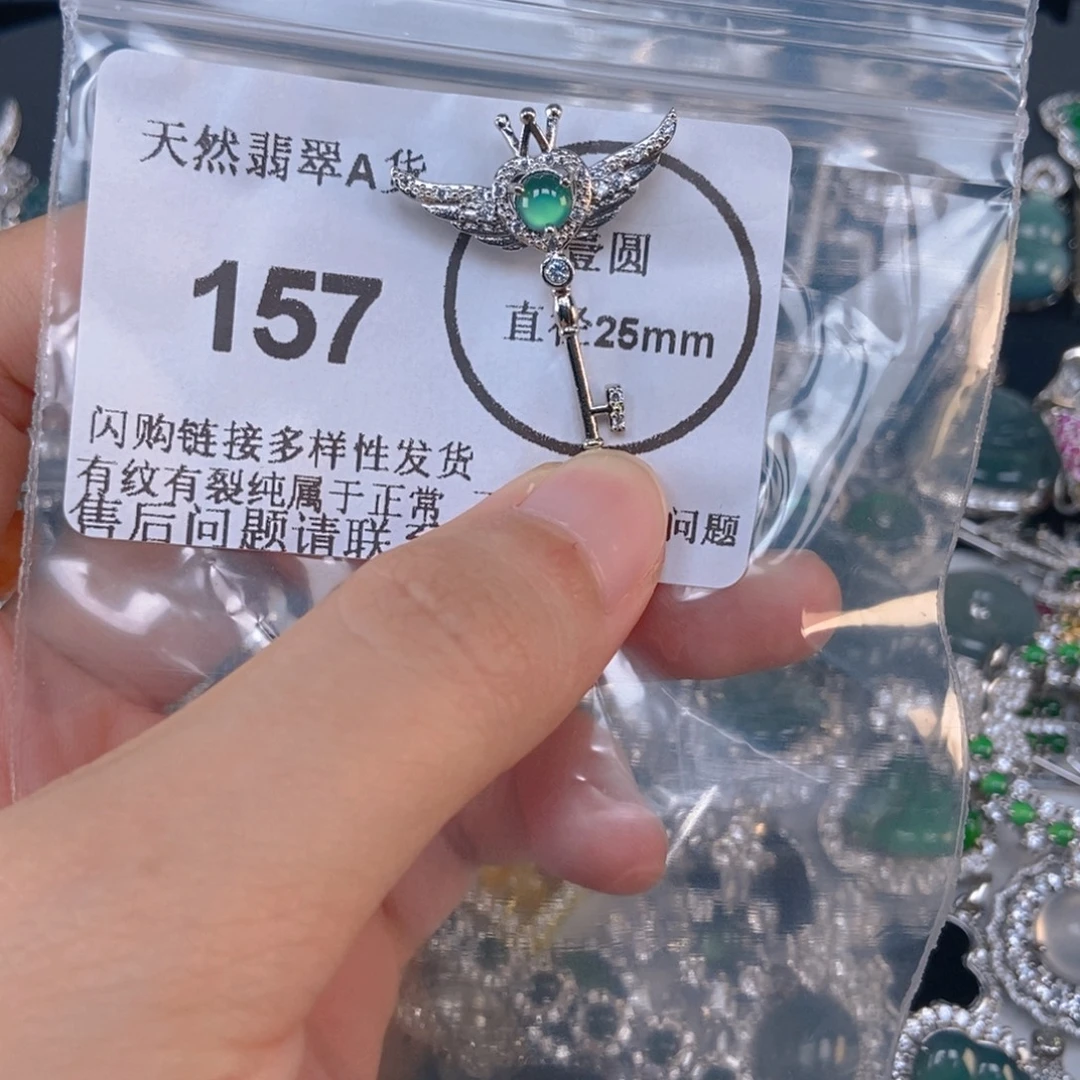 天然翡翠A货
157
壹圆
直径25mm
闪购链接多样性发货
有纹有裂纯属于正常
售后问题请联
问题